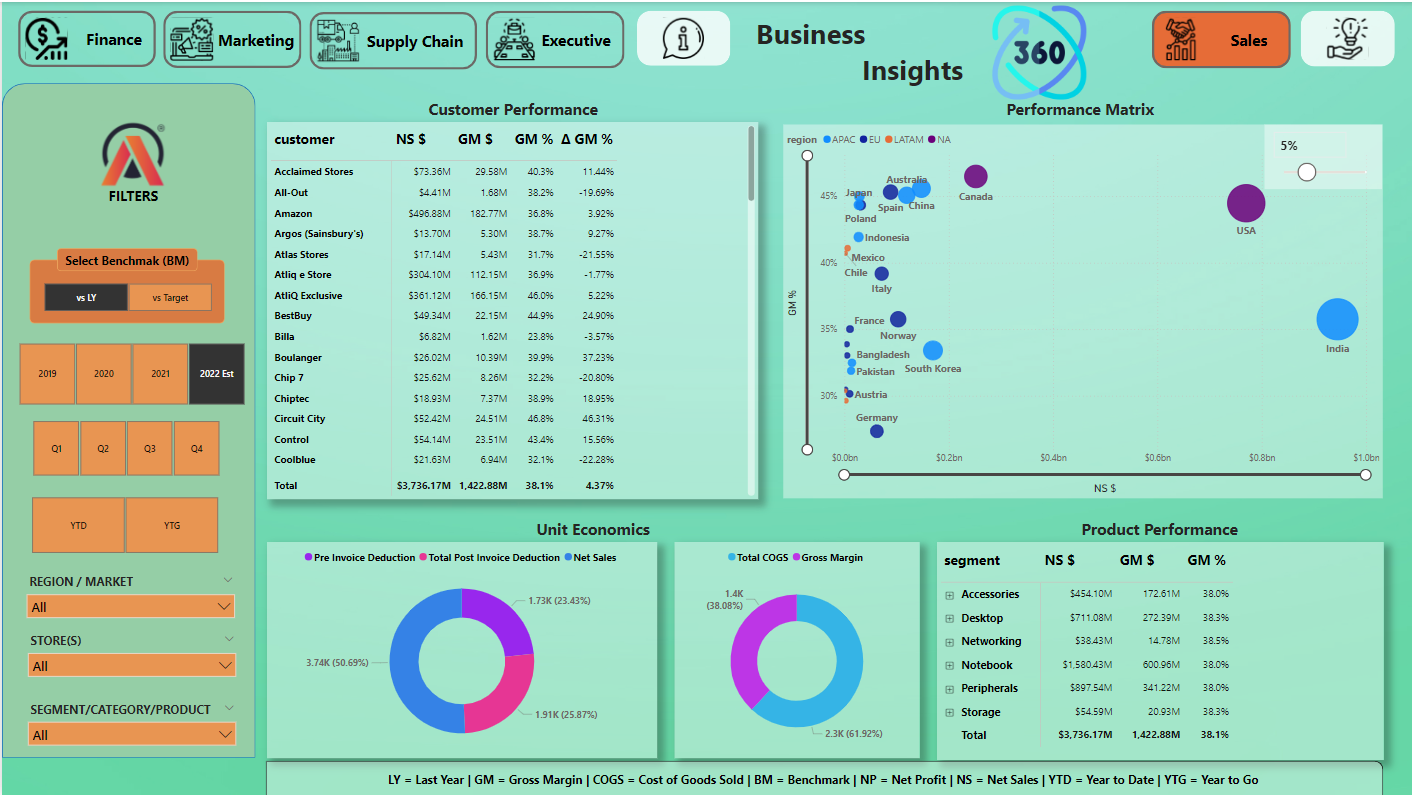 Finance
Marketing
Supply Chain
Executive
Business
Insights
360
Sales
FILTERS
Select Benchmak (BM)
vs LY vs Target
2019 2020 2021 2022 Est
Q1 Q2 Q3 Q4
YTD YTG
REGION / MARKET
All
STORE(S)
All
SEGMENT/CATEGORY/PRODUCT
All
Customer Performance
customer NS $ GM $ GM % Δ GM %
Acclaimed Stores $73.36M 29.58M 40.3% 11.44%
All-Out $4.41M 1.68M 38.2% -19.69%
Amazon $496.88M 182.77M 36.8% 3.92%
Argos (Sainsbury's) $13.70M 5.30M 38.7% 9.27%
Atlas Stores $17.14M 5.43M 31.7% -21.55%
Atliq e Store $304.10M 112.15M 36.9% -1.77%
AtliQ Exclusive $361.12M 166.15M 46.0% 5.22%
BestBuy $49.34M 22.15M 44.9% 24.90%
Billa $6.82M 1.62M 23.8% -3.57%
Boulanger $26.02M 10.39M 39.9% 37.23%
Chip 7 $25.62M 8.26M 32.2% -20.80%
Chiptec $18.93M 7.37M 38.9% 18.95%
Circuit City $52.42M 24.51M 46.8% 46.31%
Control $54.14M 23.51M 43.4% 15.56%
Coolblue $21.63M 6.94M 32.1% -22.28%
Total $3,736.17M 1,422.88M 38.1% 4.37%
Performance Matrix
region APAC EU LATAM NA
5%
GM %
45%
40%
35%
30%
Australia
Japan
Canada
Spain China
Poland
USA
Indonesia
Mexico
Chile
Italy
France
Norway
India
Bangladesh
South Korea
Pakistan
Austria
Germany
$0.0bn $0.2bn $0.4bn $0.6bn $0.8bn $1.0bn
NS $
Unit Economics
Pre Invoice Deduction Total Post Invoice Deduction Net Sales
1.73K (23.43%)
3.74K (50.69%)
1.91K (25.87%)
Total COGS Gross Margin
1.4K
(38.08%)
2.3K (61.92%)
Product Performance
segment NS $ GM $ GM %
Accessories $454.10M 172.61M 38.0%
Desktop $711.08M 272.39M 38.3%
Networking $38.43M 14.78M 38.5%
Notebook $1,580.43M 600.96M 38.0%
Peripherals $897.54M 341.22M 38.0%
Storage $54.59M 20.93M 38.3%
Total $3,736.17M 1,422.88M 38.1%
LY = Last Year | GM = Gross Margin | COGS = Cost of Goods Sold | BM = Benchmark | NP = Net Profit | NS = Net Sales | YTD = Year to Date | YTG = Year to Go